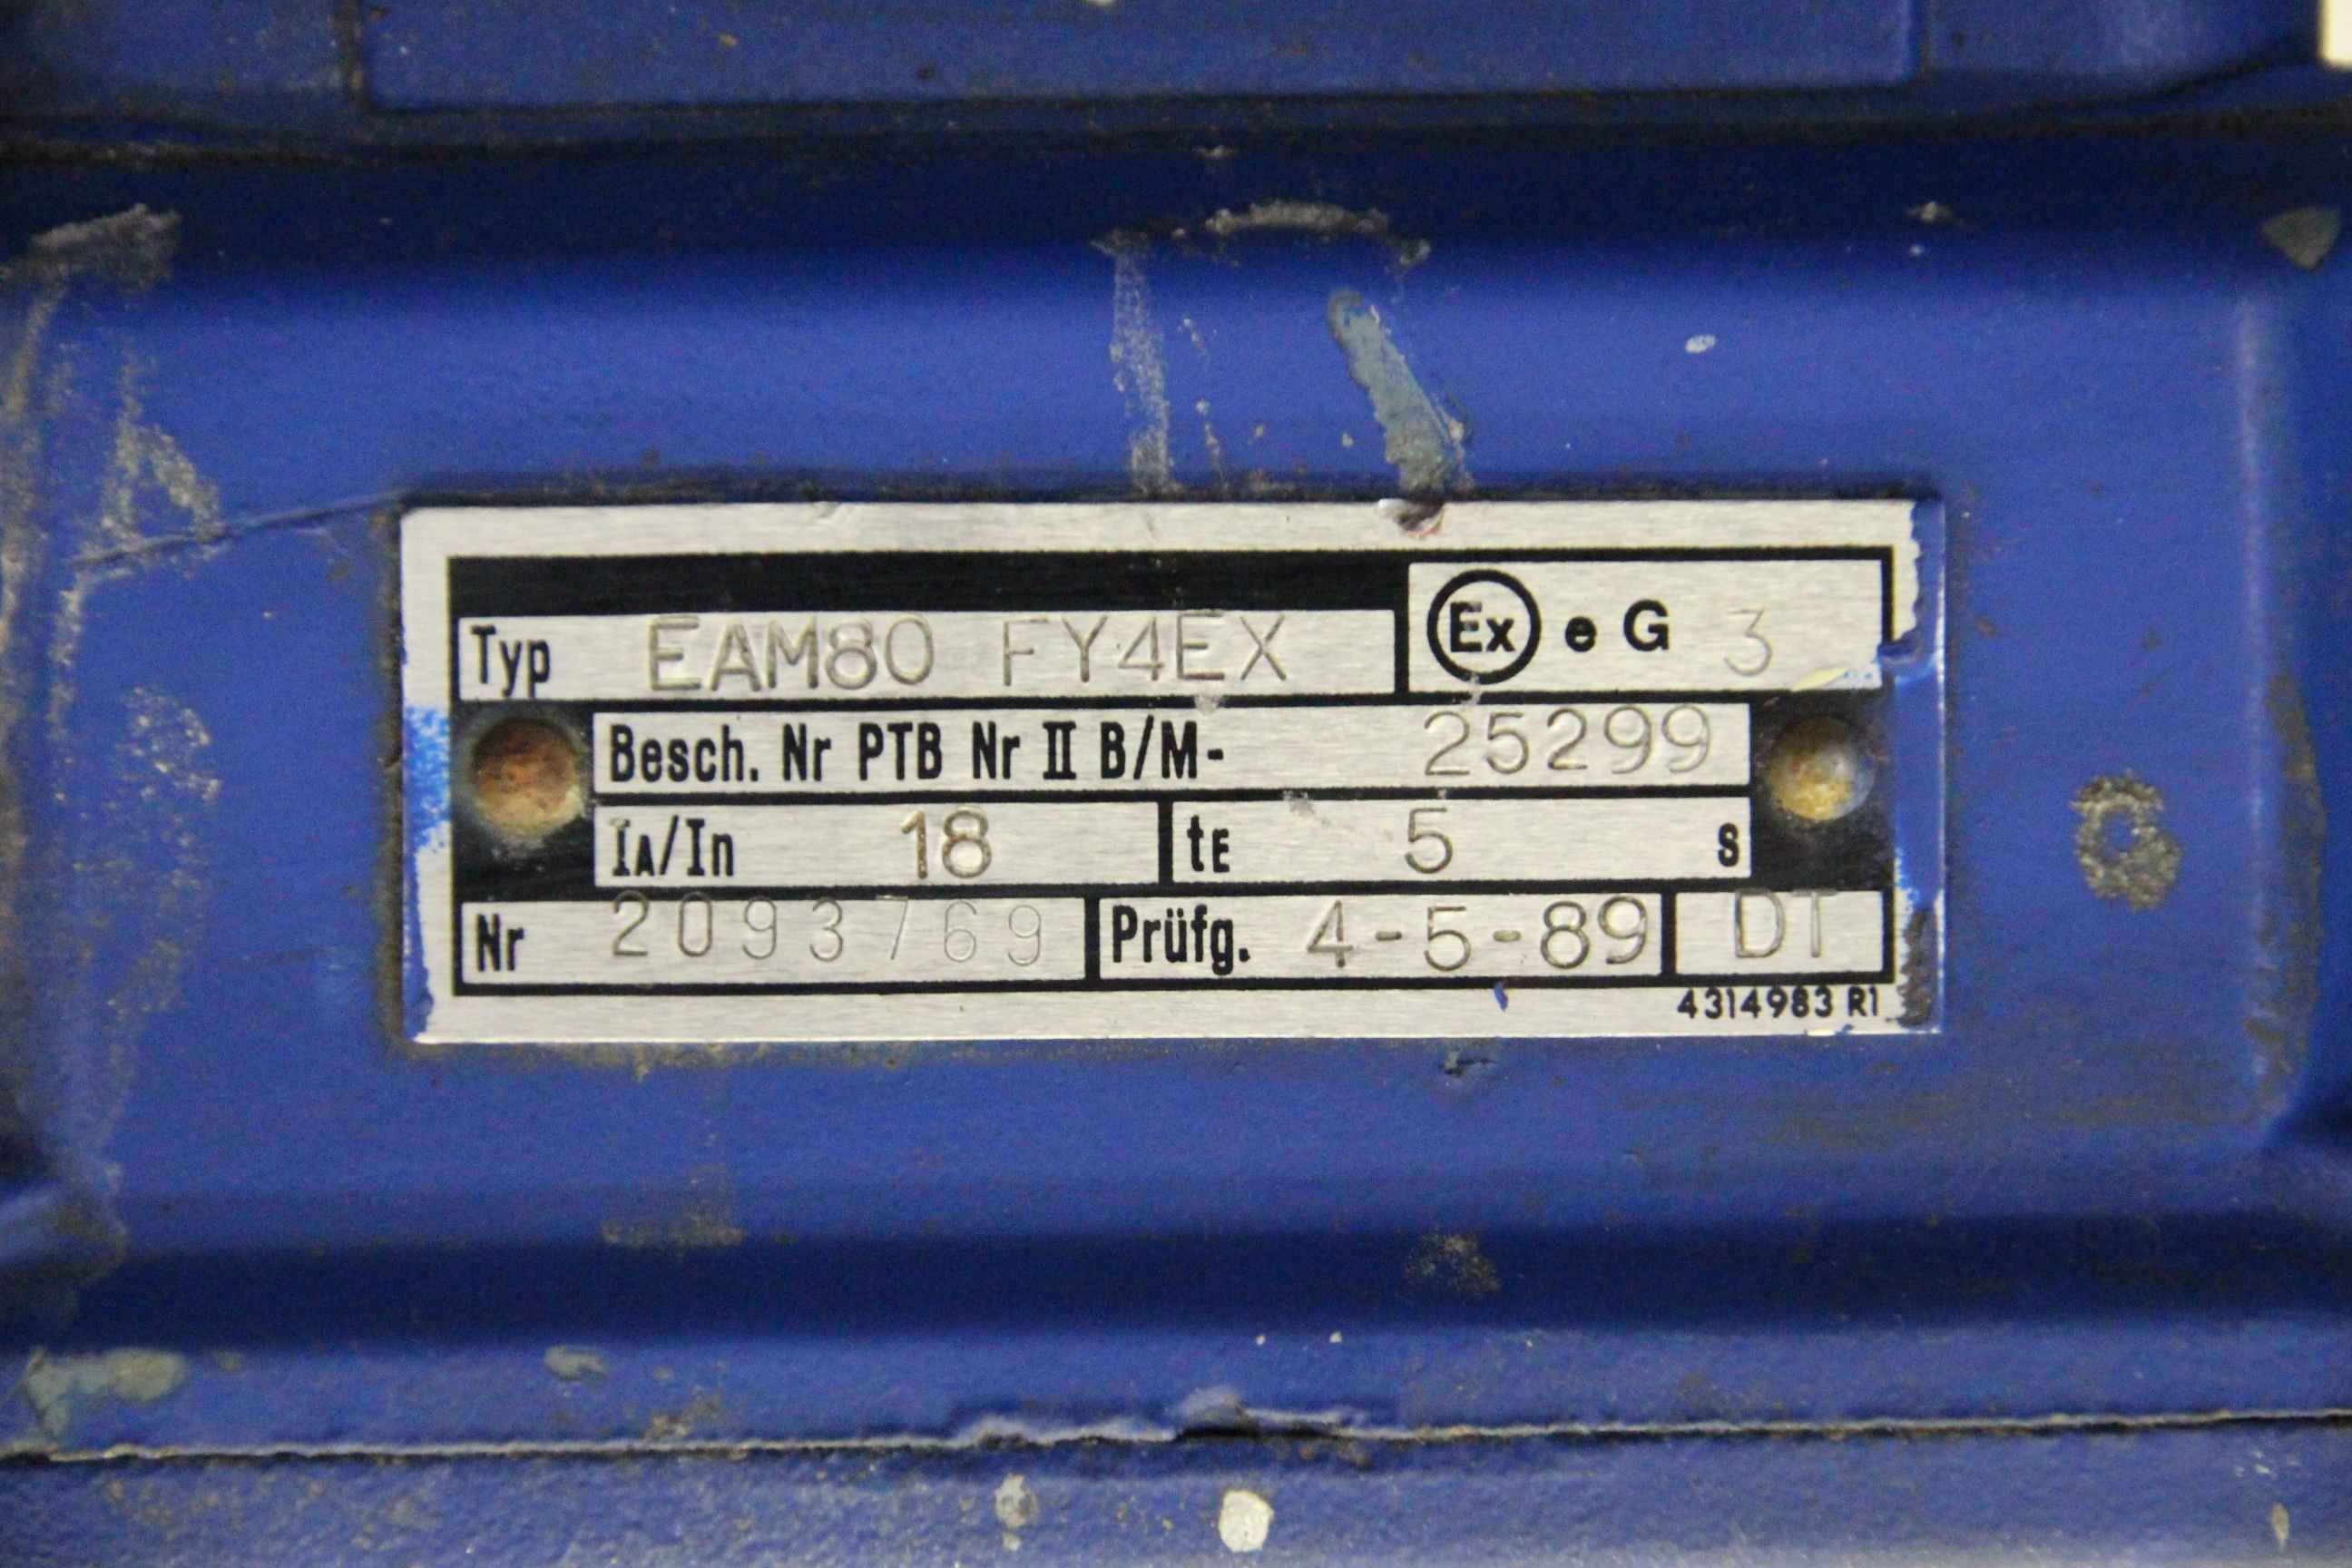 Typ EAM80 FY4EX Ex e G 3
Besch. Nr PTB Nr II B/M- 25299
IA/In 18 tE 5 s
Nr 2093769 Prüfg. 4-5-89 DT
4314983 R1